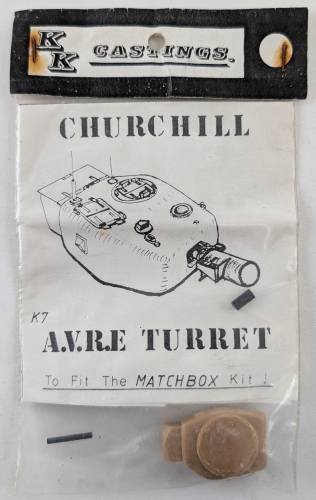 KK CASTINGS.
CHURCHILL
K7
A.V.R.E TURRET
To Fit The MATCHBOX Kit !